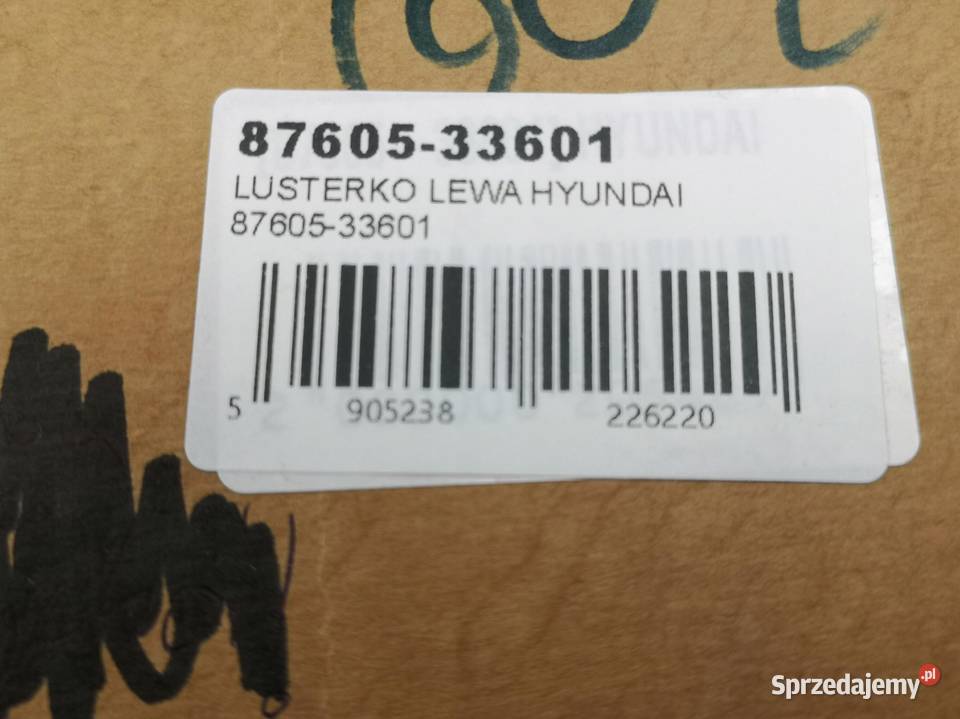 87605-33601
LUSTERKO LEWA HYUNDAI
87605-33601
5 905238 226220
Sprzedajemy.pl